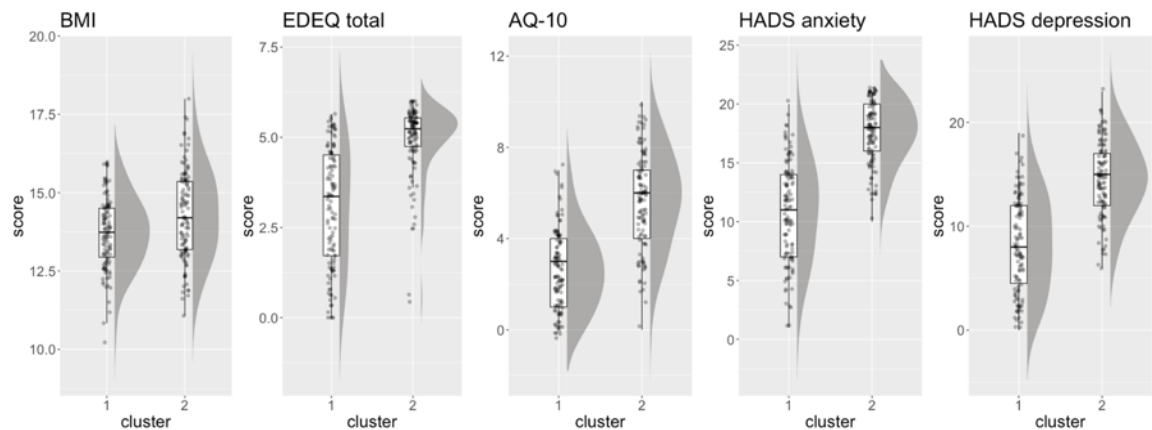 BMI
20.0
17.5
15.0
12.5
10.0
score
1 2
cluster
EDEQ total
7.5
5.0
2.5
0.0
score
1 2
cluster
AQ-10
12
8
4
0
score
1 2
cluster
HADS anxiety
25
20
15
10
5
0
score
1 2
cluster
HADS depression
20
10
0
score
1 2
cluster